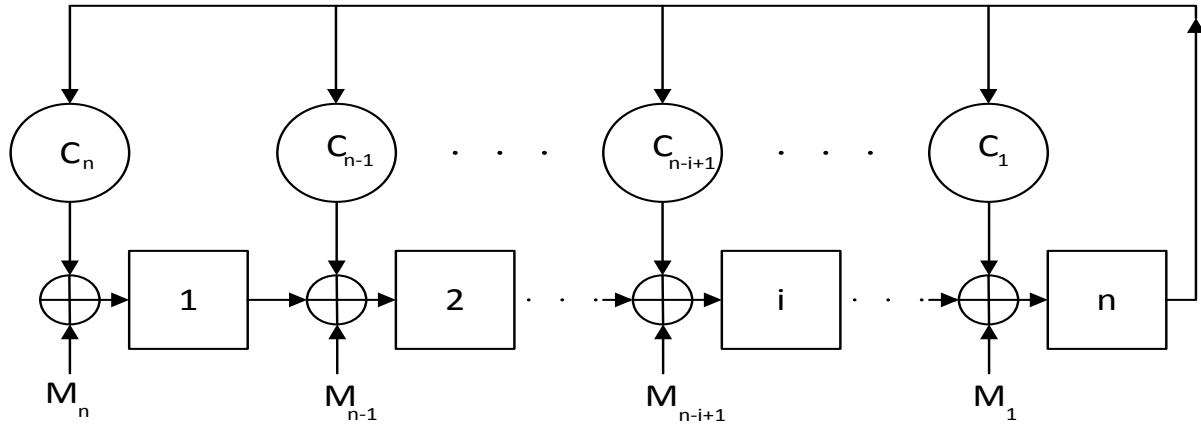 Cₙ Cₙ₋₁ . . . Cₙ₋ᵢ₊₁ . . . C₁
1 2 . . . i . . . n
Mₙ Mₙ₋₁ Mₙ₋ᵢ₊₁ M₁